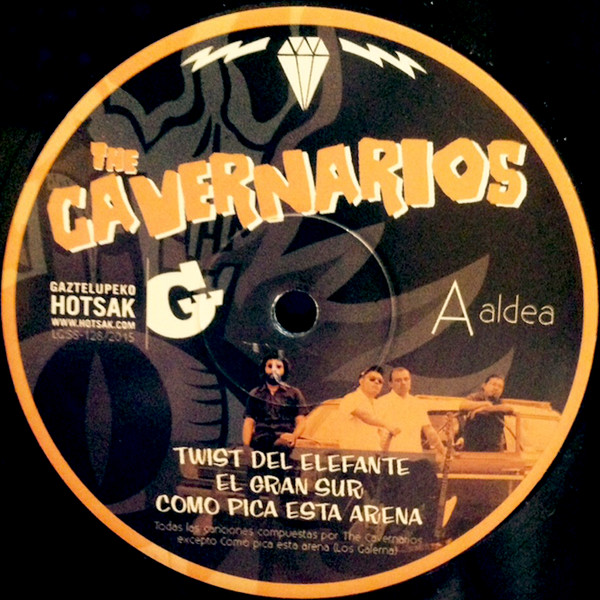 THE
CAVERNARIOS
GAZTELUPEKO
HOTSAK
WWW.HOTSAK.COM
LGSS-128/2015
G
A aldea
TWIST DEL ELEFANTE
EL GRAN SUR
COMO PICA ESTA ARENA
Todas las canciones compuestas por The Cavernarios
excepto Como pica esta arena (Los Galerna)